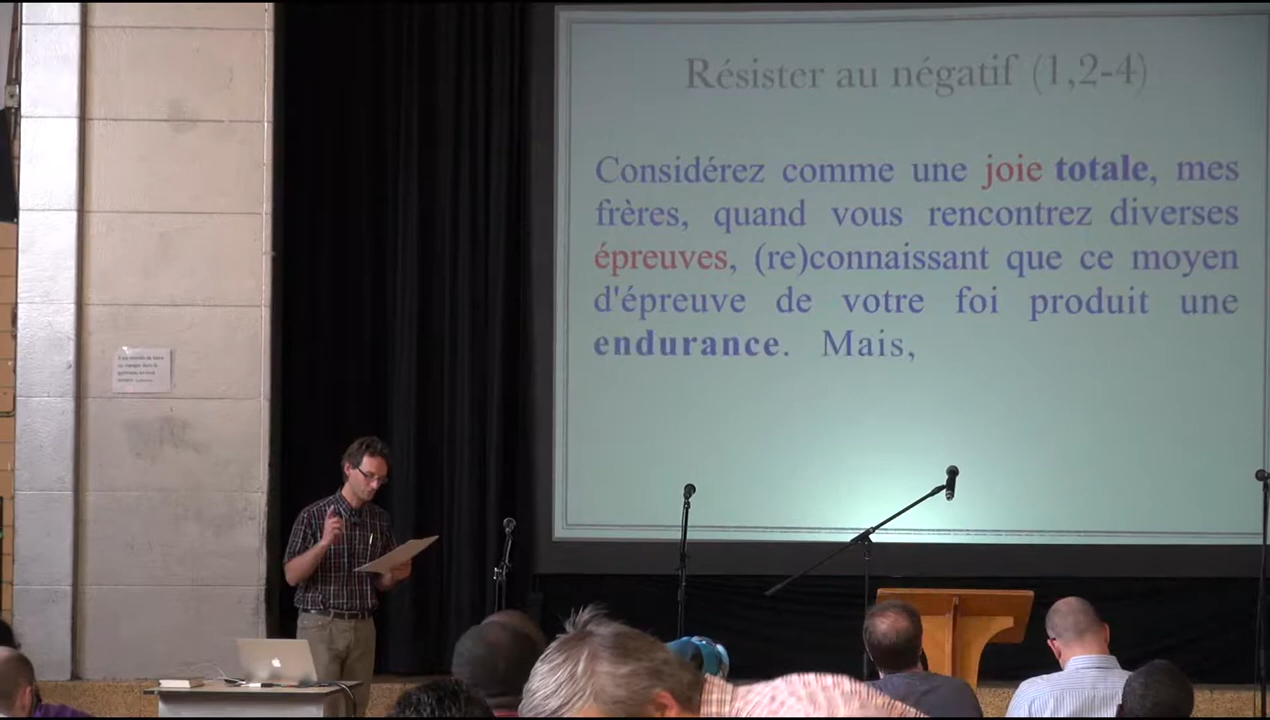 Résister au négatif (1,2-4)
Considérez comme une joie totale, mes
frères, quand vous rencontrez diverses
épreuves, (re)connaissant que ce moyen
d'épreuve de votre foi produit une
endurance. Mais,